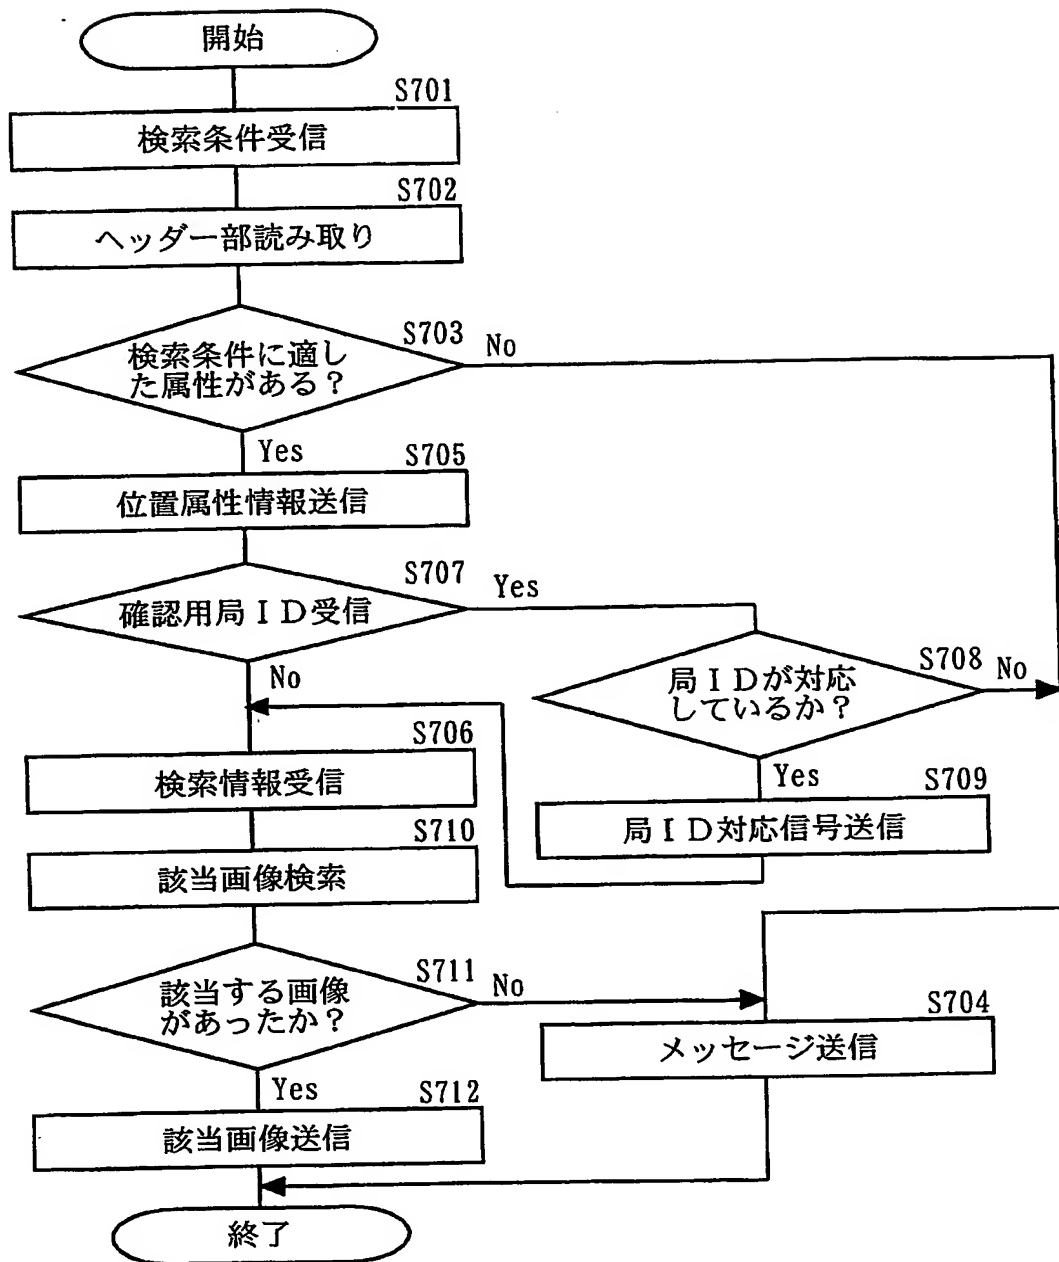 開始
S701
検索条件受信
S702
ヘッダー部読み取り
S703
検索条件に適し
た属性がある？
No
Yes
S705
位置属性情報送信
S707
確認用局ＩＤ受信
Yes
No
S708
局ＩＤが対応
しているか？
No
S706
検索情報受信
Yes
S709
局ＩＤ対応信号送信
S710
該当画像検索
S711
該当する画像
があったか？
No
S704
メッセージ送信
Yes
S712
該当画像送信
終了